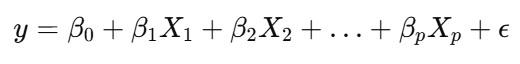 y = β₀ + β₁X₁ + β₂X₂ + … + βₚXₚ + ϵ